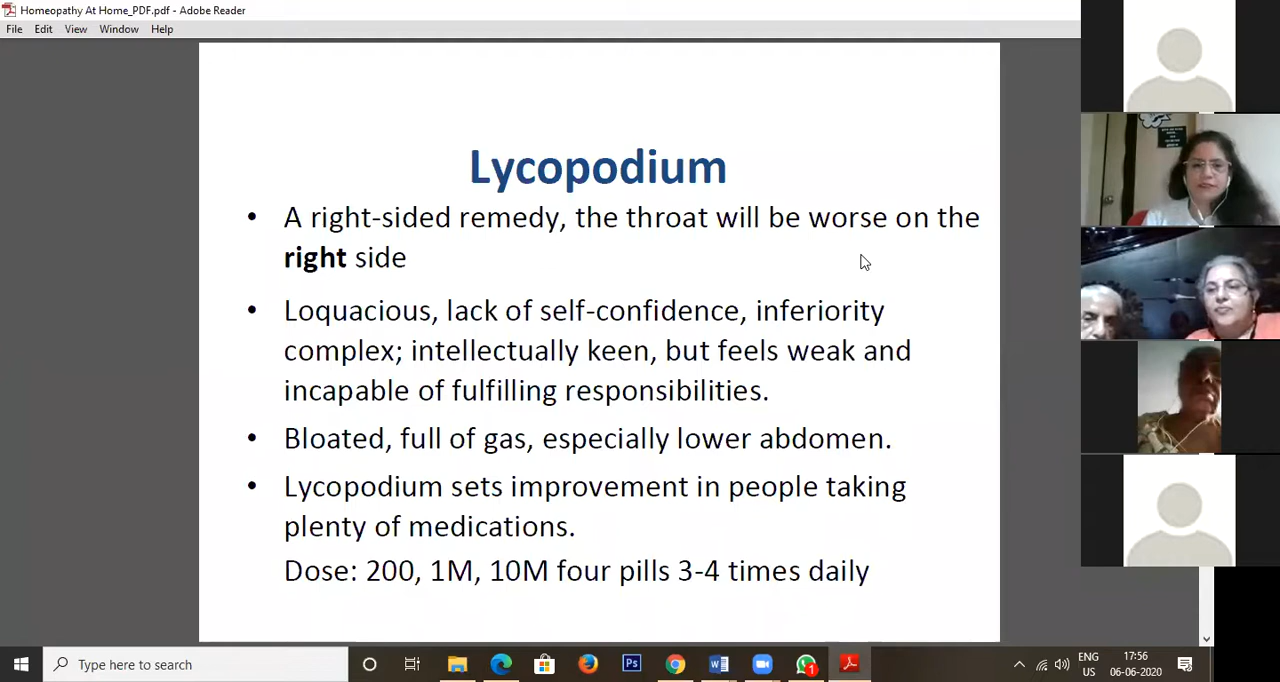 Homeopathy At Home_PDF.pdf - Adobe Reader
File Edit View Window Help
Lycopodium
• A right-sided remedy, the throat will be worse on the
right side
• Loquacious, lack of self-confidence, inferiority
complex; intellectually keen, but feels weak and
incapable of fulfilling responsibilities.
• Bloated, full of gas, especially lower abdomen.
• Lycopodium sets improvement in people taking
plenty of medications.
Dose: 200, 1M, 10M four pills 3-4 times daily
Type here to search
Ps
W
1
ENG
US
17:56
06-06-2020